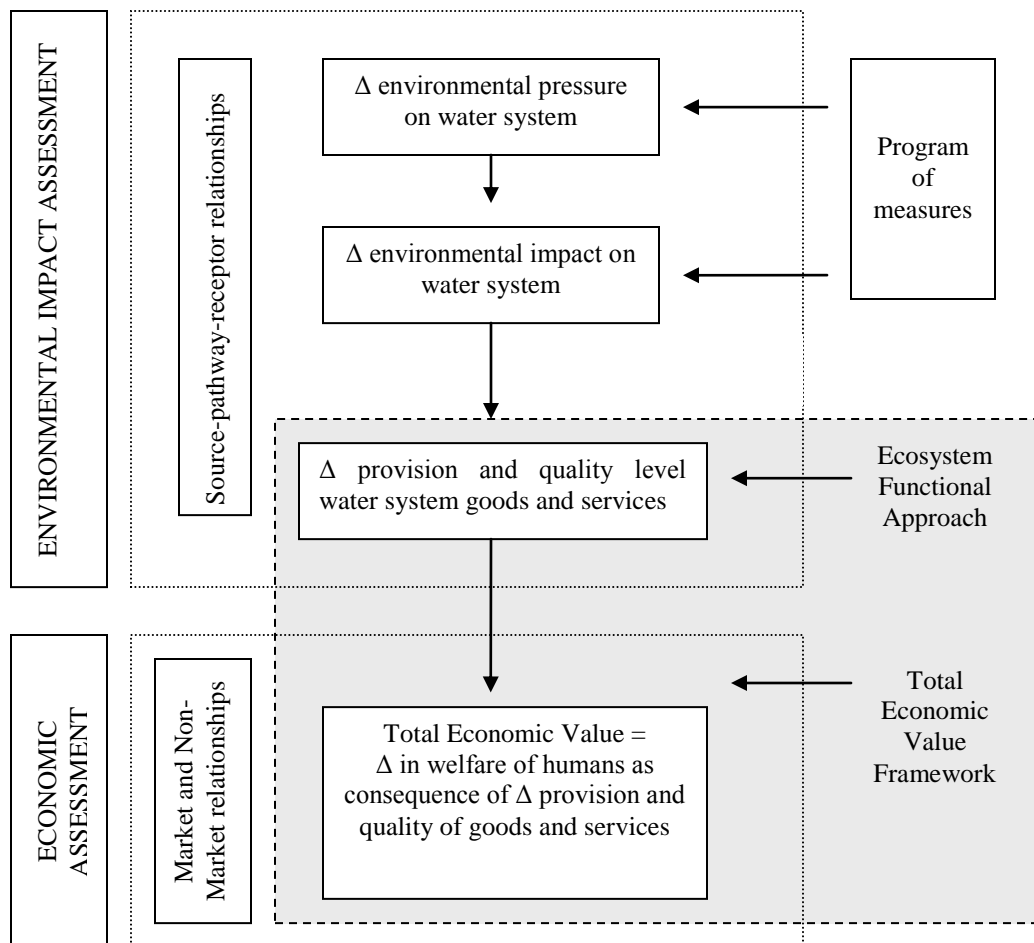 ENVIRONMENTAL IMPACT ASSESSMENT
Source-pathway-receptor relationships
Δ environmental pressure
on water system
Program
of
measures
Δ environmental impact on
water system
Δ provision and quality level
water system goods and services
Ecosystem
Functional
Approach
ECONOMIC
ASSESSMENT
Market and Non-
Market relationships
Total Economic Value =
Δ in welfare of humans as
consequence of Δ provision and
quality of goods and services
Total
Economic
Value
Framework